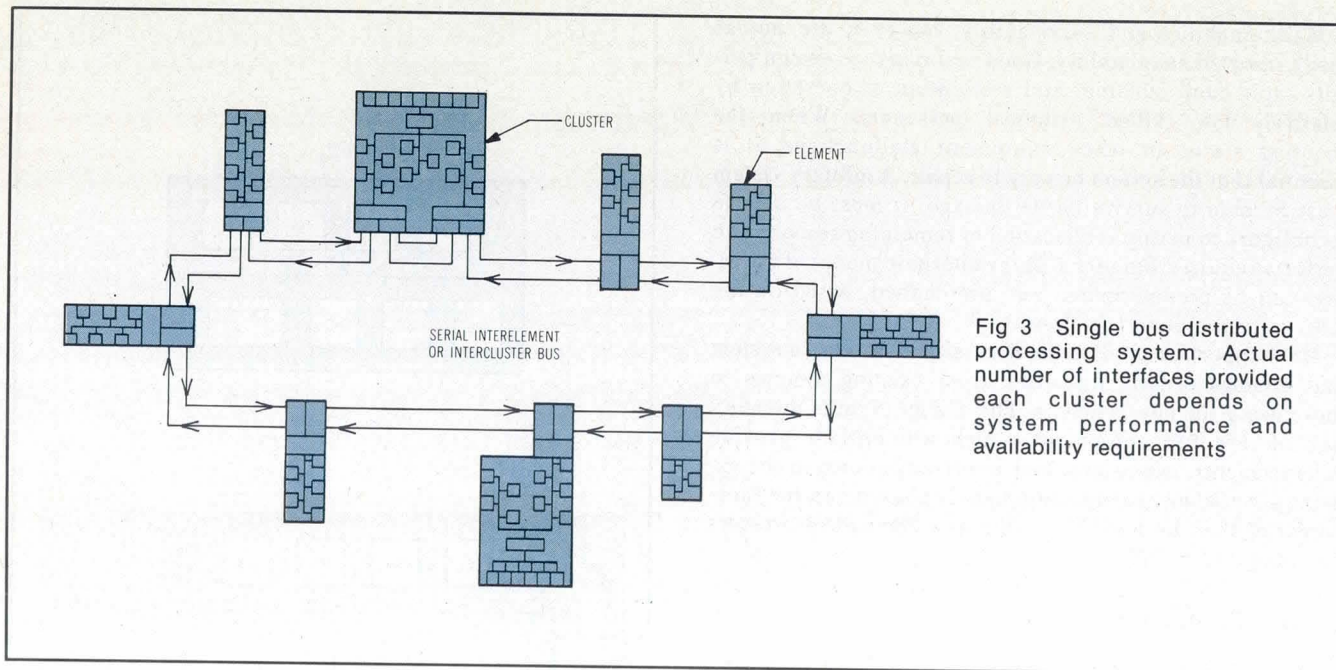 CLUSTER
ELEMENT
SERIAL INTERELEMENT
OR INTERCLUSTER BUS
Fig 3 Single bus distributed
processing system. Actual
number of interfaces provided
each cluster depends on
system performance and
availability requirements